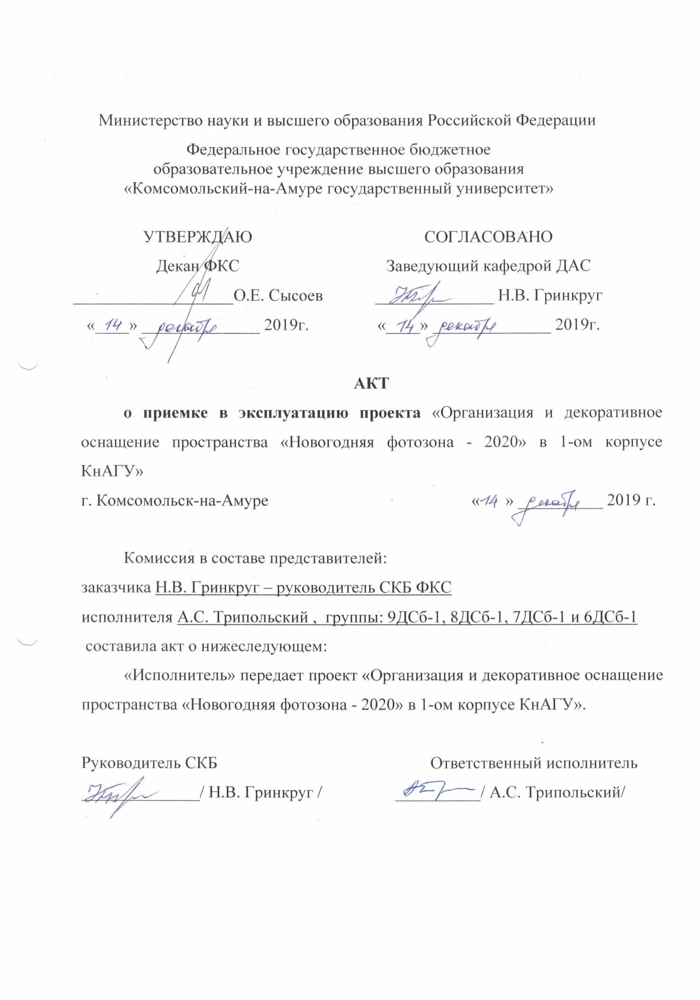 Министерство науки и высшего образования Российской Федерации
Федеральное государственное бюджетное
образовательное учреждение высшего образования
«Комсомольский-на-Амуре государственный университет»
УТВЕРЖДАЮ
Декан ФКС
О.Е. Сысоев
«14» декабря 2019г.
СОГЛАСОВАНО
Заведующий кафедрой ДАС
Н.В. Гринкруг
«14» декабря 2019г.
АКТ
о приемке в эксплуатацию проекта «Организация и декоративное
оснащение пространства «Новогодняя фотозона - 2020» в 1-ом корпусе
КнАГУ»
г. Комсомольск-на-Амуре «14 » декабря 2019 г.
Комиссия в составе представителей:
заказчика Н.В. Гринкруг – руководитель СКБ ФКС
исполнителя А.С. Трипольский , группы: 9ДСб-1, 8ДСб-1, 7ДСб-1 и 6ДСб-1
составила акт о нижеследующем:
«Исполнитель» передает проект «Организация и декоративное оснащение
пространства «Новогодняя фотозона - 2020» в 1-ом корпусе КнАГУ».
Руководитель СКБ
/ Н.В. Гринкруг /
Ответственный исполнитель
/ А.С. Трипольский/